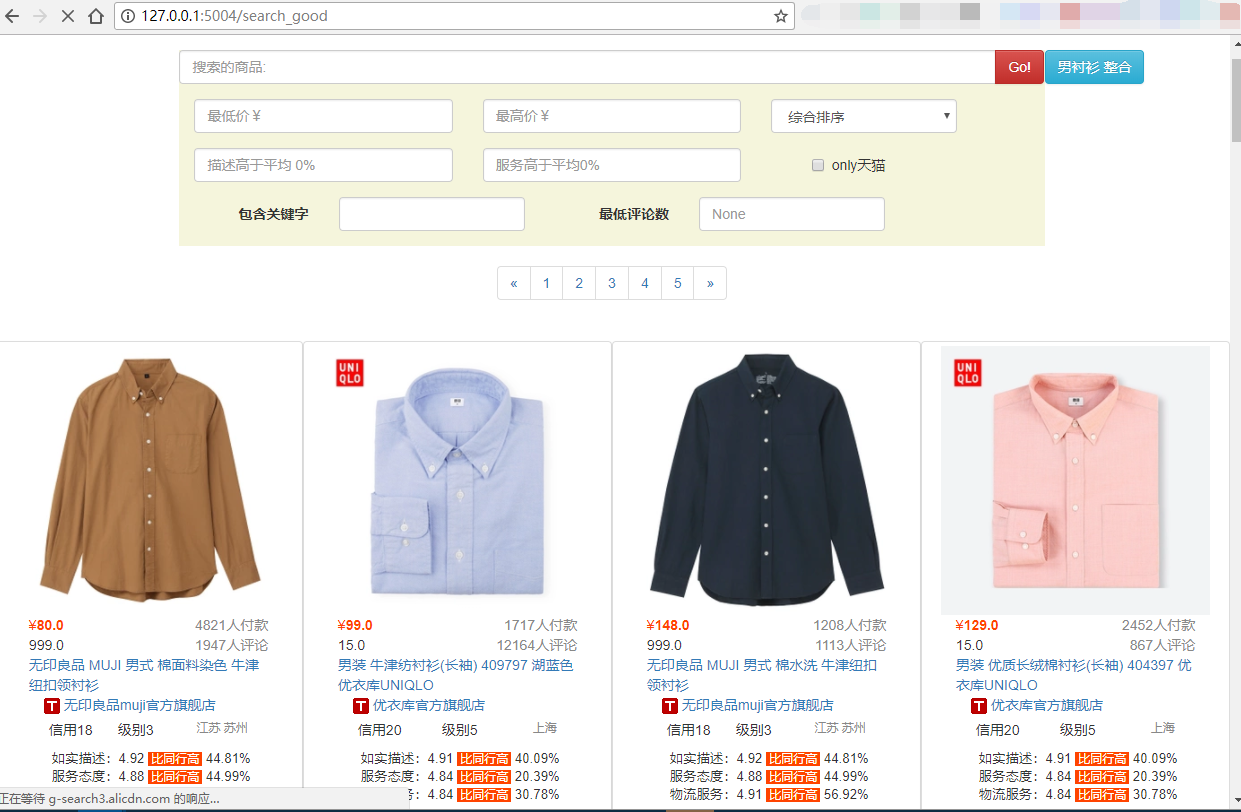 127.0.0.1:5004/search_good
搜索的商品: Go! 男衬衫 整合
最低价￥ 最高价￥ 综合排序
描述高于平均 0% 服务高于平均0% only天猫
包含关键字 最低评论数 None
« 1 2 3 4 5 »
UNI QLO
UNI QLO
¥80.0 4821人付款
999.0 1947人评论
无印良品 MUJI 男式 棉面料染色 牛津
纽扣领衬衫
T 无印良品muji官方旗舰店
信用18 级别3 江苏 苏州
如实描述：4.92 比同行高 44.81%
服务态度：4.88 比同行高 44.99%
¥99.0 1717人付款
15.0 12164人评论
男装 牛津纺衬衫(长袖) 409797 湖蓝色
优衣库UNIQLO
T 优衣库官方旗舰店
信用20 级别5 上海
如实描述：4.91 比同行高 40.09%
服务态度：4.84 比同行高 20.39%
务：4.84 比同行高 30.78%
¥148.0 1208人付款
999.0 1113人评论
无印良品 MUJI 男式 棉水洗 牛津纽扣
领衬衫
T 无印良品muji官方旗舰店
信用18 级别3 江苏 苏州
如实描述：4.92 比同行高 44.81%
服务态度：4.88 比同行高 44.99%
物流服务：4.91 比同行高 56.92%
¥129.0 2452人付款
15.0 867人评论
男装 优质长绒棉衬衫(长袖) 404397 优
衣库UNIQLO
T 优衣库官方旗舰店
信用20 级别5 上海
如实描述：4.91 比同行高 40.09%
服务态度：4.84 比同行高 20.39%
物流服务：4.84 比同行高 30.78%
正在等待 g-search3.alicdn.com 的响应...